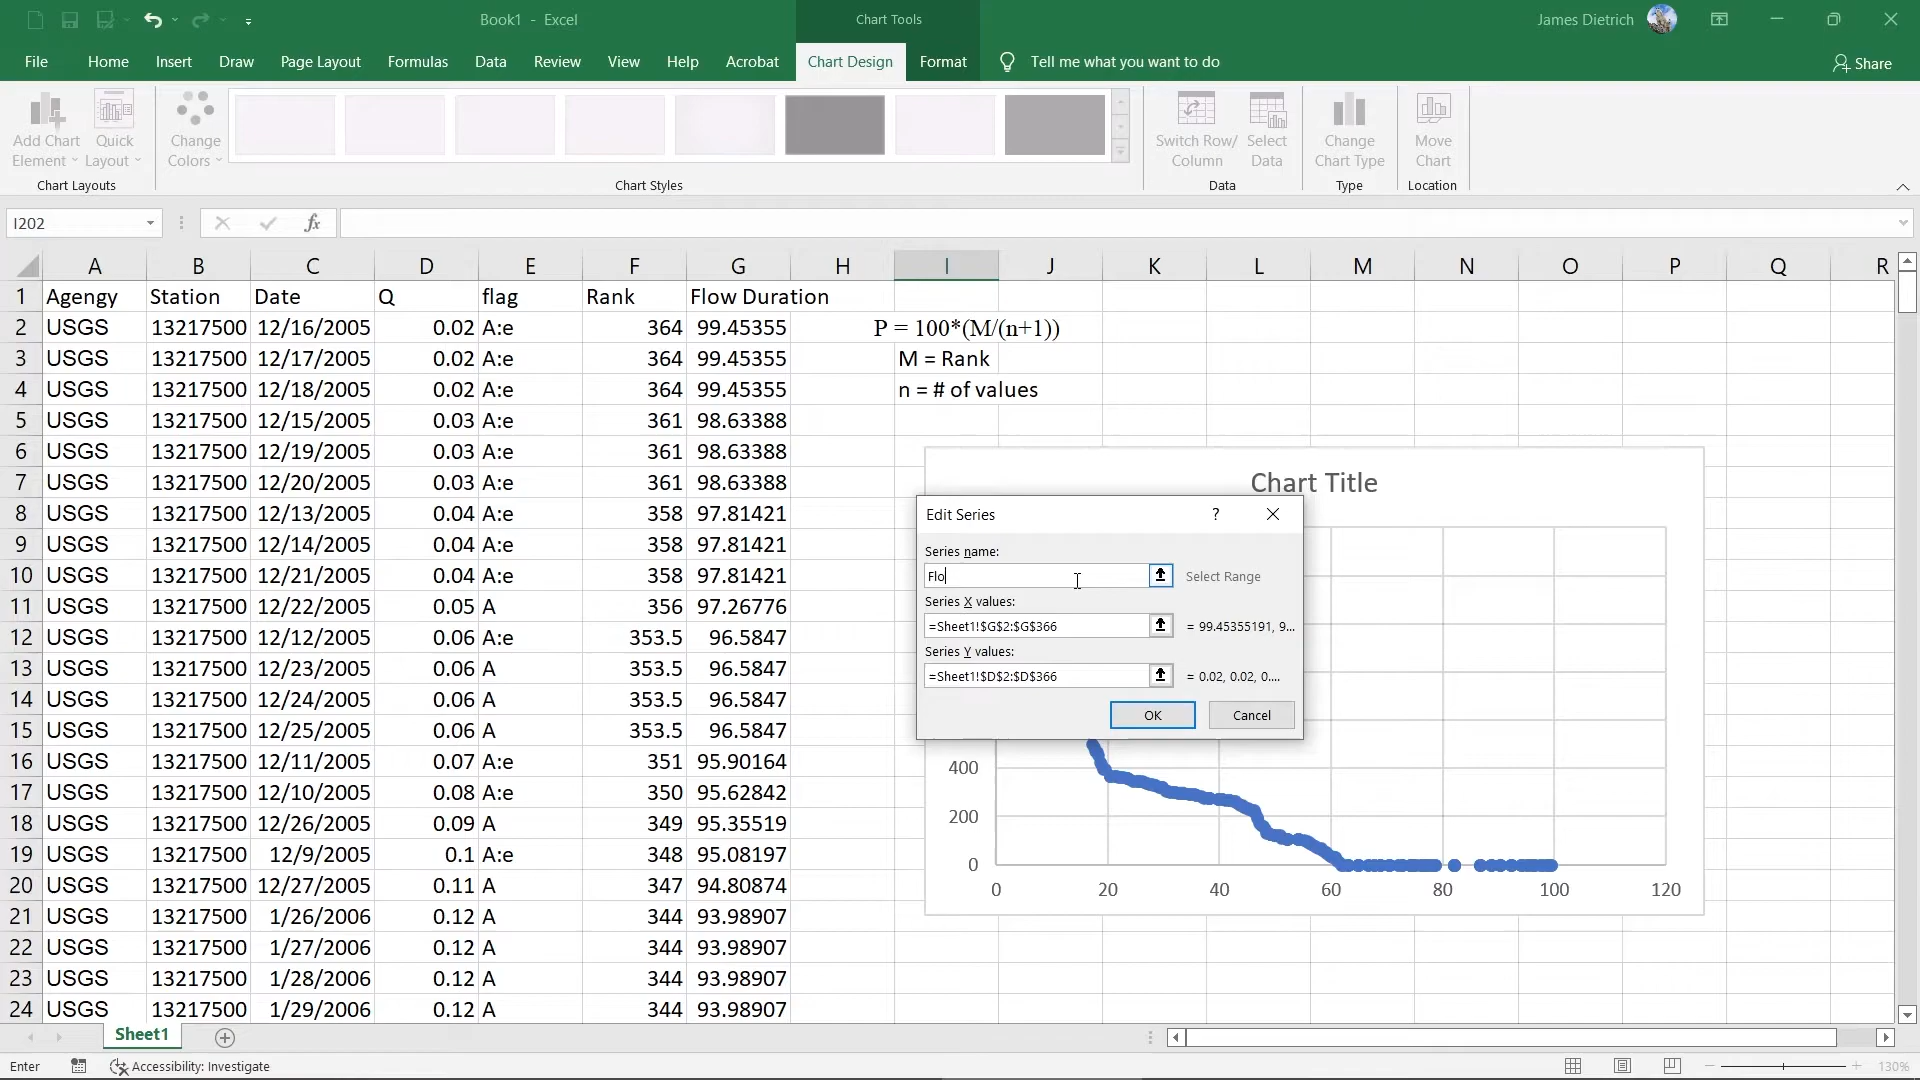 Book1 - Excel
Chart Tools
James Dietrich
File Home Insert Draw Page Layout Formulas Data Review View Help Acrobat Chart Design Format Tell me what you want to do Share
Add Chart Element
Quick Layout
Change Colors
Switch Row/ Column
Select Data
Change Chart Type
Move Chart
Chart Layouts Chart Styles Data Type Location
I202 fx
A B C D E F G H I J K L M N O P Q R
1 Agengy Station Date Q flag Rank Flow Duration
2 USGS 13217500 12/16/2005 0.02 A:e 364 99.45355 P = 100*(M/(n+1))
3 USGS 13217500 12/17/2005 0.02 A:e 364 99.45355 M = Rank
4 USGS 13217500 12/18/2005 0.02 A:e 364 99.45355 n = # of values
5 USGS 13217500 12/15/2005 0.03 A:e 361 98.63388
6 USGS 13217500 12/19/2005 0.03 A:e 361 98.63388
7 USGS 13217500 12/20/2005 0.03 A:e 361 98.63388
8 USGS 13217500 12/13/2005 0.04 A:e 358 97.81421
9 USGS 13217500 12/14/2005 0.04 A:e 358 97.81421
10 USGS 13217500 12/21/2005 0.04 A:e 358 97.81421
11 USGS 13217500 12/22/2005 0.05 A 356 97.26776
12 USGS 13217500 12/12/2005 0.06 A:e 353.5 96.5847
13 USGS 13217500 12/23/2005 0.06 A 353.5 96.5847
14 USGS 13217500 12/24/2005 0.06 A 353.5 96.5847
15 USGS 13217500 12/25/2005 0.06 A 353.5 96.5847
16 USGS 13217500 12/11/2005 0.07 A:e 351 95.90164
17 USGS 13217500 12/10/2005 0.08 A:e 350 95.62842
18 USGS 13217500 12/26/2005 0.09 A 349 95.35519
19 USGS 13217500 12/9/2005 0.1 A:e 348 95.08197
20 USGS 13217500 12/27/2005 0.11 A 347 94.80874
21 USGS 13217500 1/26/2006 0.12 A 344 93.98907
22 USGS 13217500 1/27/2006 0.12 A 344 93.98907
23 USGS 13217500 1/28/2006 0.12 A 344 93.98907
24 USGS 13217500 1/29/2006 0.12 A 344 93.98907
Chart Title
Edit Series ?
Series name:
Flo Select Range
Series X values:
=Sheet1!$G$2:$G$366 = 99.45355191, 9...
Series Y values:
=Sheet1!$D$2:$D$366 = 0.02, 0.02, 0....
OK Cancel
400
200
0
0 20 40 60 80 100 120
Sheet1
Enter Accessibility: Investigate 130%